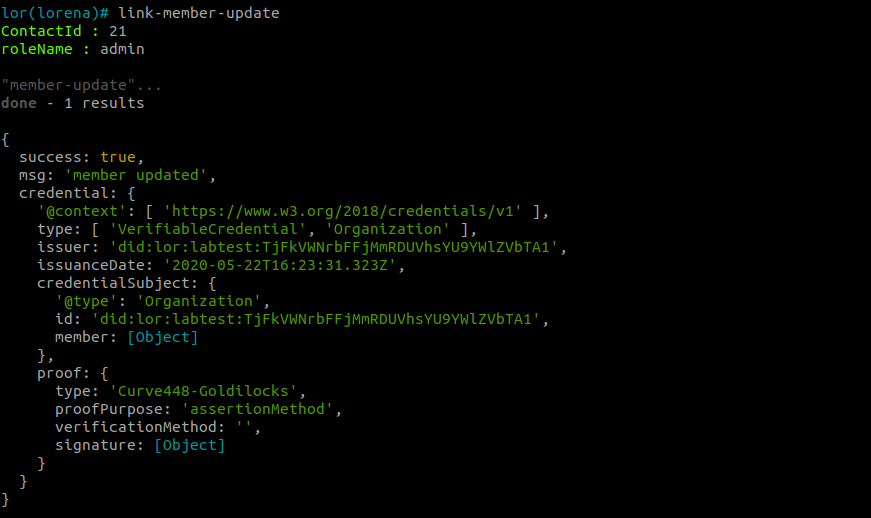 lor(lorena)# link-member-update
ContactId : 21
roleName : admin
"member-update"...
done - 1 results
{
  success: true,
  msg: 'member updated',
  credential: {
    '@context': [ 'https://www.w3.org/2018/credentials/v1' ],
    type: [ 'VerifiableCredential', 'Organization' ],
    issuer: 'did:lor:labtest:TjFkVWNrbFFjMmRDUVhsYU9YWlZVbTA1',
    issuanceDate: '2020-05-22T16:23:31.323Z',
    credentialSubject: {
      '@type': 'Organization',
      id: 'did:lor:labtest:TjFkVWNrbFFjMmRDUVhsYU9YWlZVbTA1',
      member: [Object]
    },
    proof: {
      type: 'Curve448-Goldilocks',
      proofPurpose: 'assertionMethod',
      verificationMethod: '',
      signature: [Object]
    }
  }
}